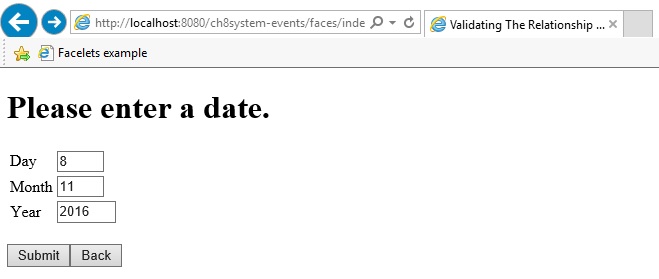 http://localhost:8080/ch8system-events/faces/inde
Validating The Relationship ...
Facelets example
Please enter a date.
Day 8
Month 11
Year 2016
Submit Back